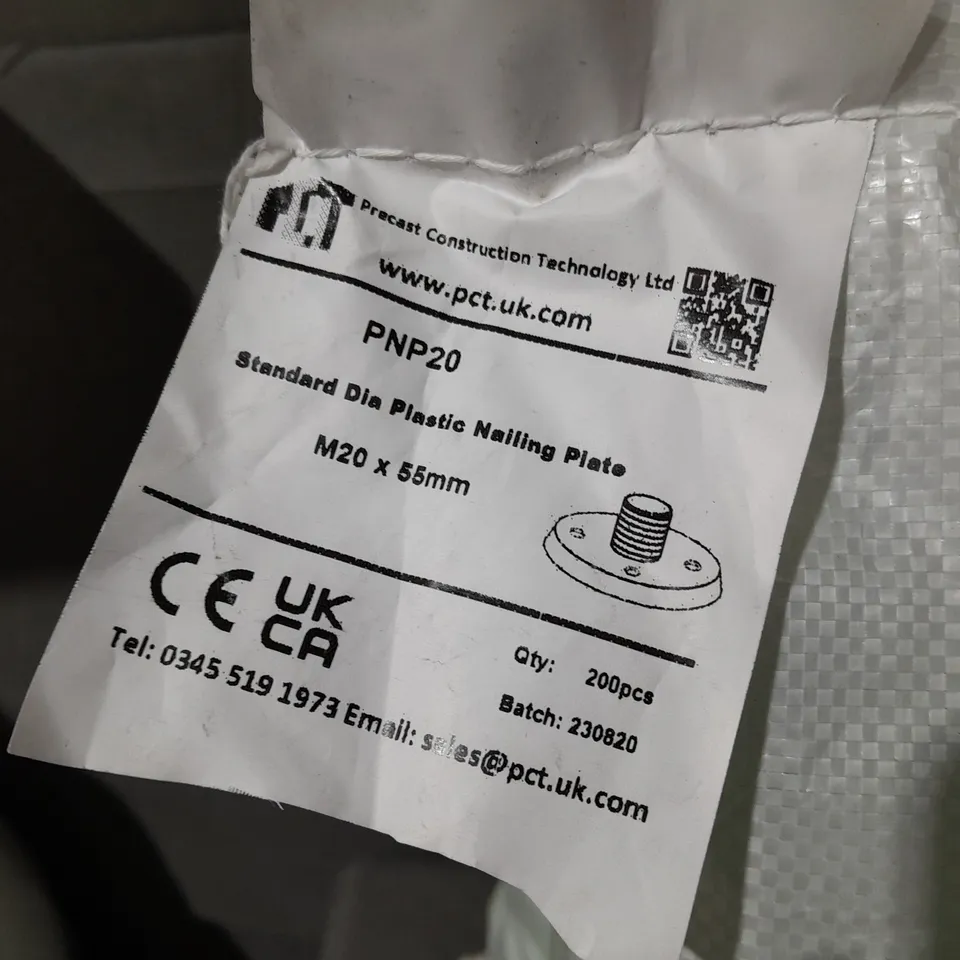 PCT Precast Construction Technology Ltd
www.pct.uk.com
PNP20
Standard Dia Plastic Nailing Plate
M20 x 55mm
CE UK
CA
Qty: 200pcs
Batch: 230820
Tel: 0345 519 1973 Email: sales@pct.uk.com